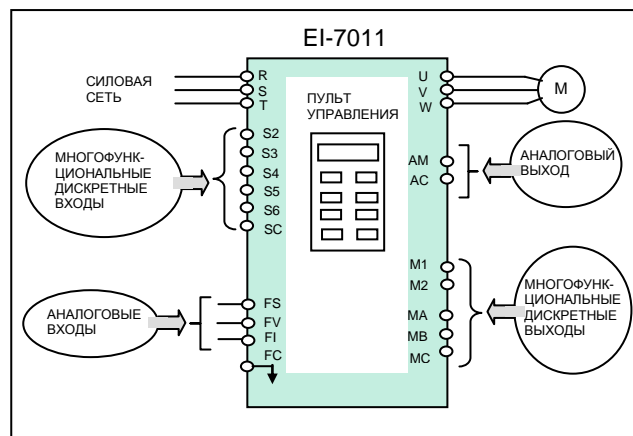 EI-7011
СИЛОВАЯ
СЕТЬ
R
S
T
ПУЛЬТ
УПРАВЛЕНИЯ
U
V
W
М
МНОГОФУНК-
ЦИОНАЛЬНЫЕ
ДИСКРЕТНЫЕ
ВХОДЫ
S2
S3
S4
S5
S6
SC
AM
AC
АНАЛОГОВЫЙ
ВЫХОД
АНАЛОГОВЫЕ
ВХОДЫ
FS
FV
FI
FC
M1
M2
MA
MB
MC
МНОГОФУНК-
ЦИОНАЛЬНЫЕ
ДИСКРЕТНЫЕ
ВЫХОДЫ